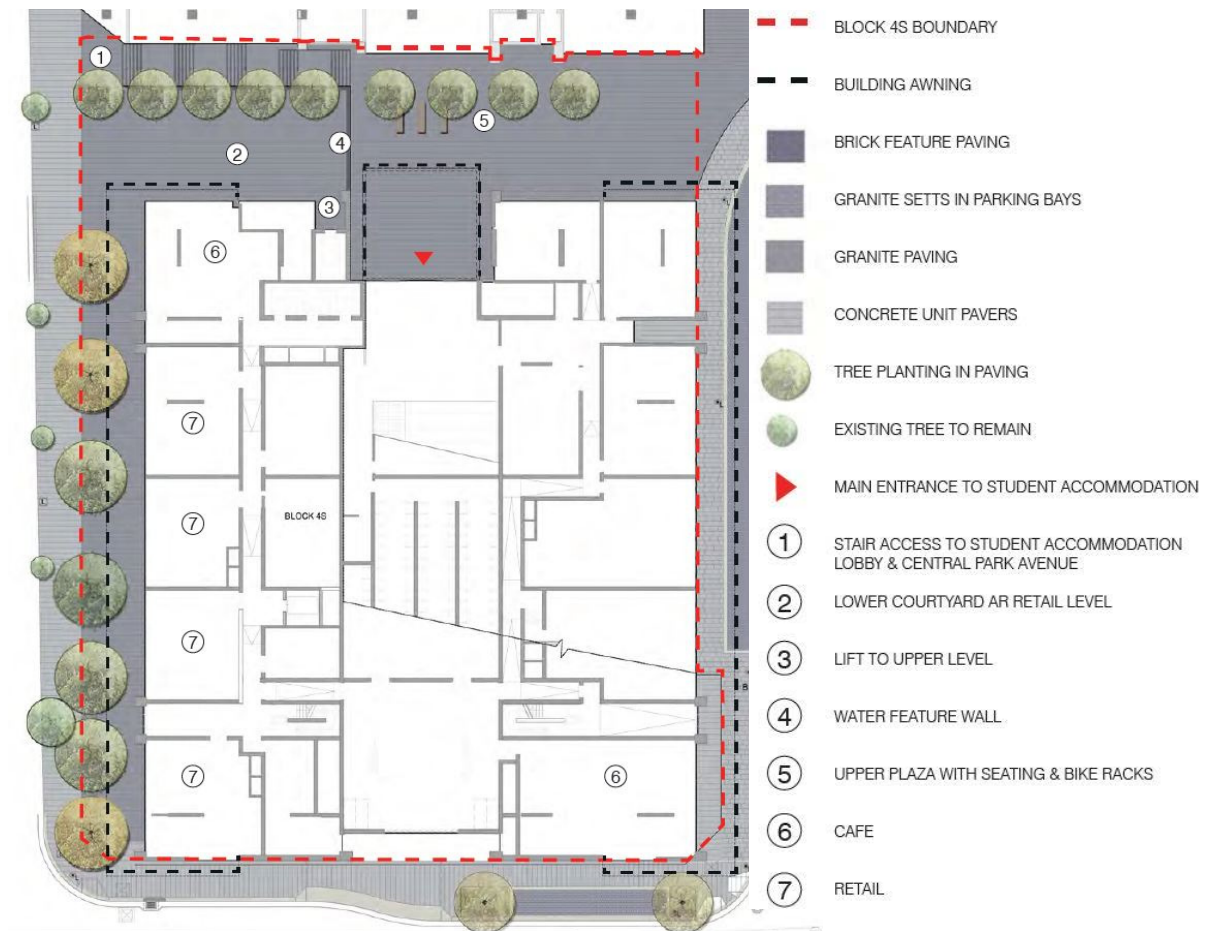 1
2
3
4
5
6
7
7
BLOCK 4S
7
7
6
BLOCK 4S BOUNDARY
BUILDING AWNING
BRICK FEATURE PAVING
GRANITE SETTS IN PARKING BAYS
GRANITE PAVING
CONCRETE UNIT PAVERS
TREE PLANTING IN PAVING
EXISTING TREE TO REMAIN
MAIN ENTRANCE TO STUDENT ACCOMMODATION
1 STAIR ACCESS TO STUDENT ACCOMMODATION
LOBBY & CENTRAL PARK AVENUE
2 LOWER COURTYARD AR RETAIL LEVEL
3 LIFT TO UPPER LEVEL
4 WATER FEATURE WALL
5 UPPER PLAZA WITH SEATING & BIKE RACKS
6 CAFE
7 RETAIL